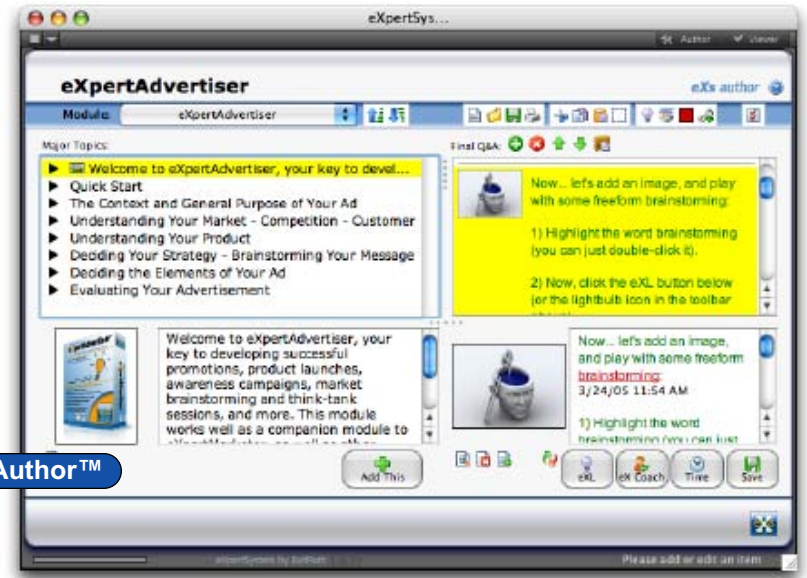 eXpertSys...
Author Viewer
eXpertAdvertiser
eXs author
Module: eXpertAdvertiser
Major Topics:
Welcome to eXpertAdvertiser, your key to devel...
Quick Start
The Context and General Purpose of Your Ad
Understanding Your Market - Competition - Customer
Understanding Your Product
Deciding Your Strategy - Brainstorming Your Message
Deciding the Elements of Your Ad
Evaluating Your Advertisement
Final Q&A:
Now... let's add an image, and play
with some freeform brainstorming:
1) Highlight the word brainstorming
(you can just double-click it).
2) Now, click the eXL button below
(or the lightbulb icon in the toolbar
Welcome to eXpertAdvertiser, your
key to developing successful
promotions, product launches,
awareness campaigns, market
brainstorming and think-tank
sessions, and more. This module
works well as a companion module to
Now... let's add an image,
and play with some freeform
brainstorming:
3/24/05 11:54 AM
1) Highlight the word
brainstorming (you can just
Author™
Add This
eXL
eX Coach
Time
Save
Please add or edit an item